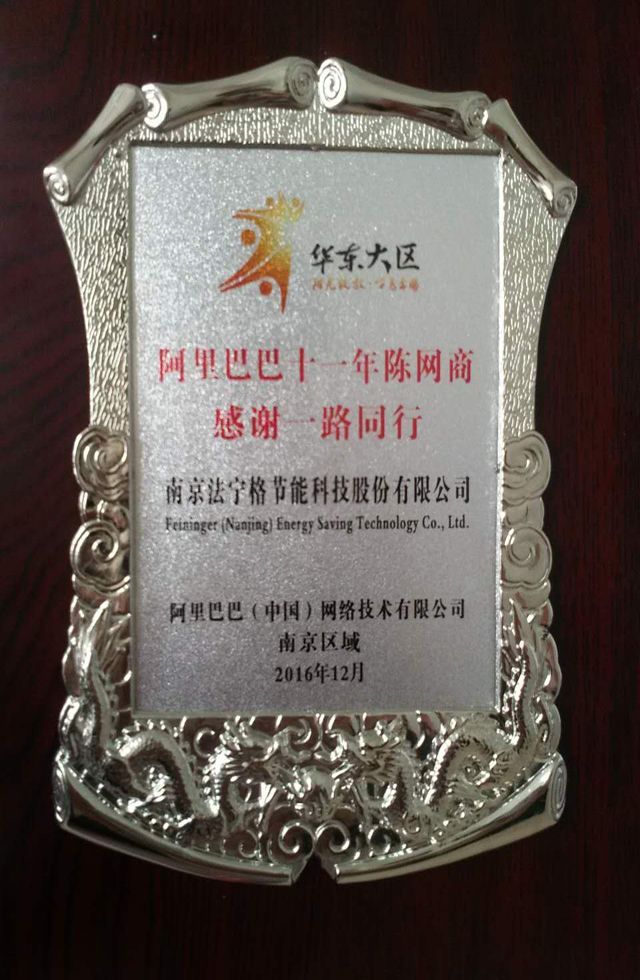 华东大区
阿里巴巴十一年陈网商
感谢一路同行
南京法宁格节能科技股份有限公司
Feininger (Nanjing) Energy Saving Technology Co., Ltd.
阿里巴巴（中国）网络技术有限公司
南京区域
2016年12月